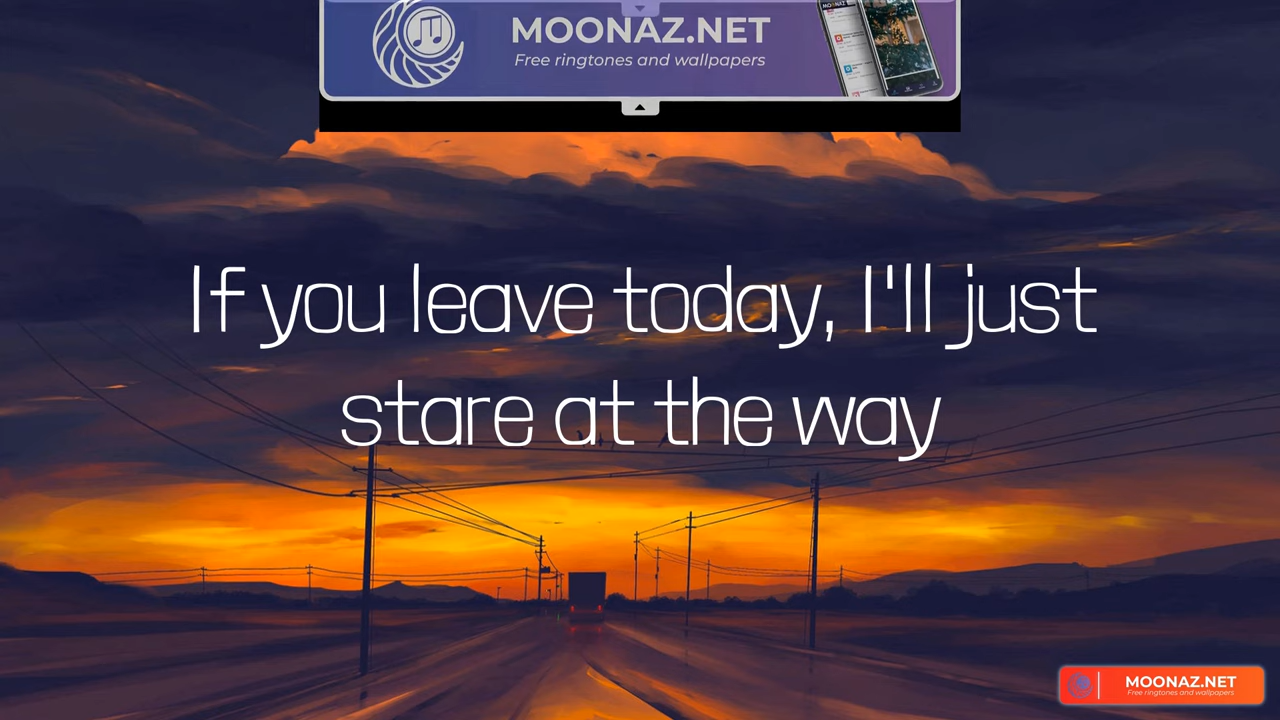 MOONAZ.NET
Free ringtones and wallpapers
If you leave today, I'll just
stare at the way
MOONAZ.NET
Free ringtones and wallpapers